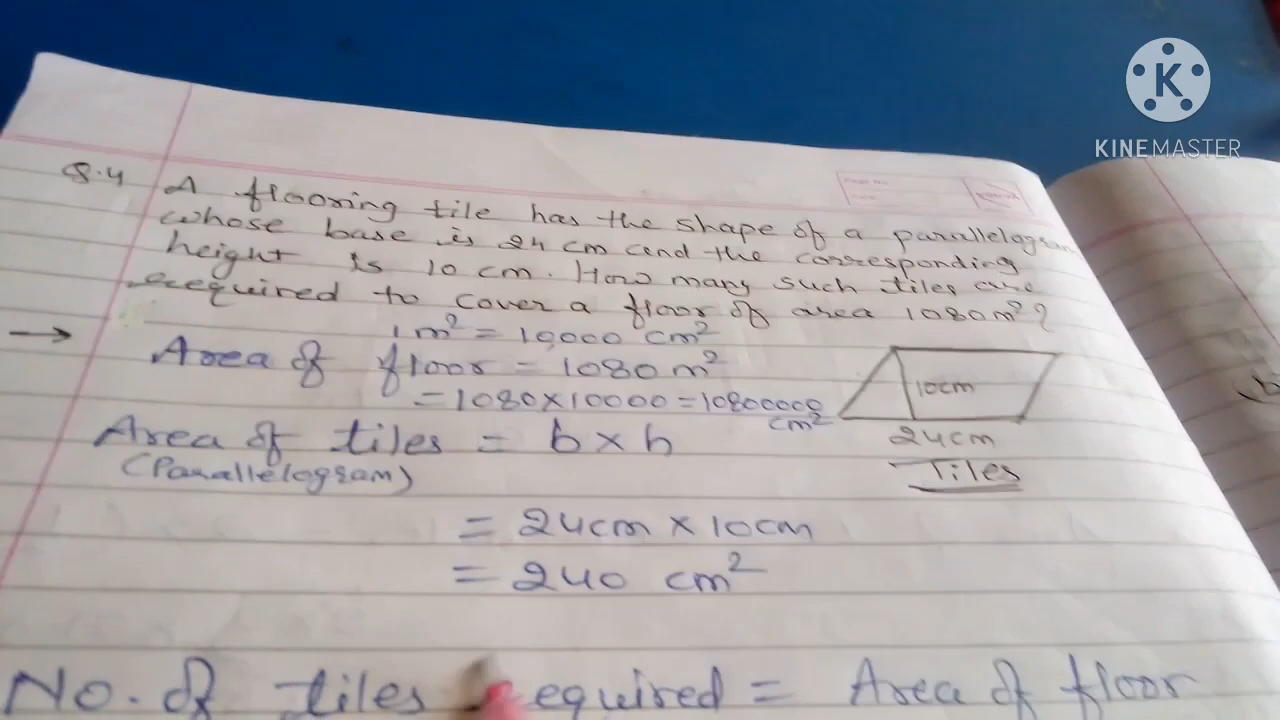 KINEMASTER
Q.4 A flooring tile has the shape of a parallelogram
whose base is 24 cm and the corresponding
height is 10 cm. How many such tiles are
required to cover a floor of area 1080m²?
1 m² = 10000 cm²
→ Area of floor = 1080 m²
= 1080×10000 = 10800000 cm²
10cm
24cm
Tiles
Area of tiles = b × h
(Parallelogram)
= 24cm × 10cm
= 240 cm²
No. of tiles required = Area of floor